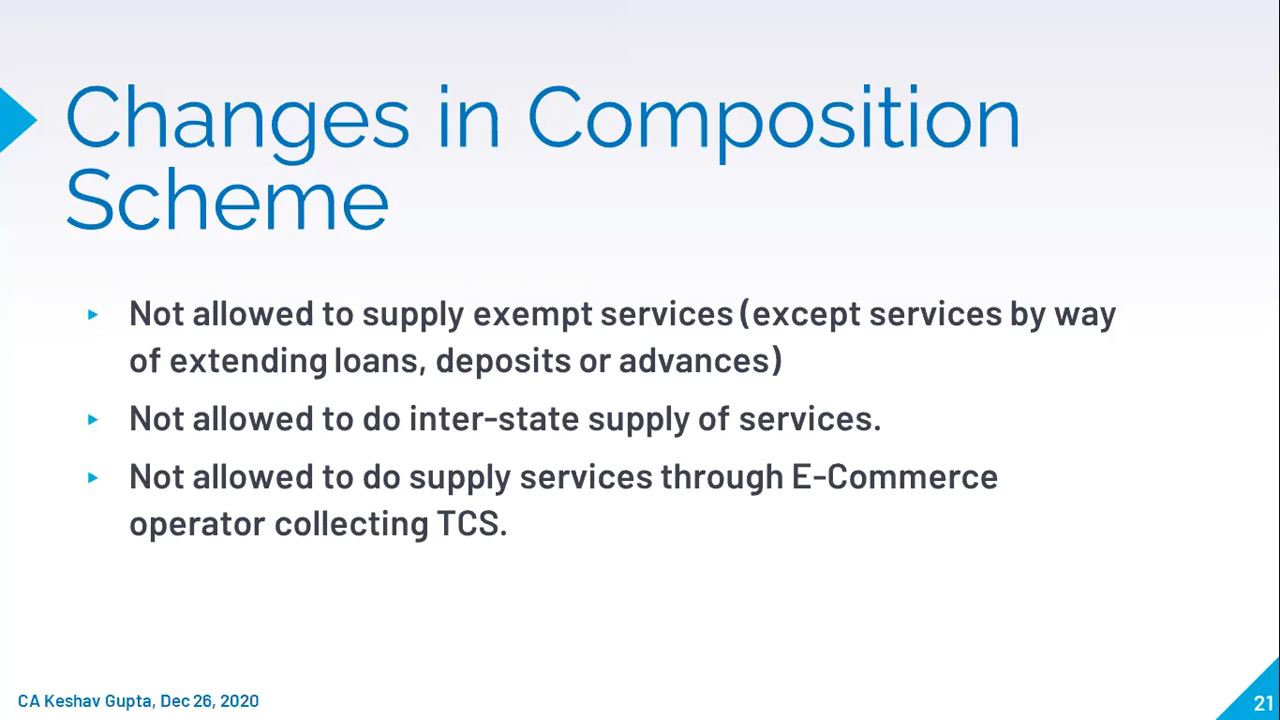 Changes in Composition
Scheme
‣ Not allowed to supply exempt services (except services by way
of extending loans, deposits or advances)
‣ Not allowed to do inter-state supply of services.
‣ Not allowed to do supply services through E-Commerce
operator collecting TCS.
CA Keshav Gupta, Dec 26, 2020
21